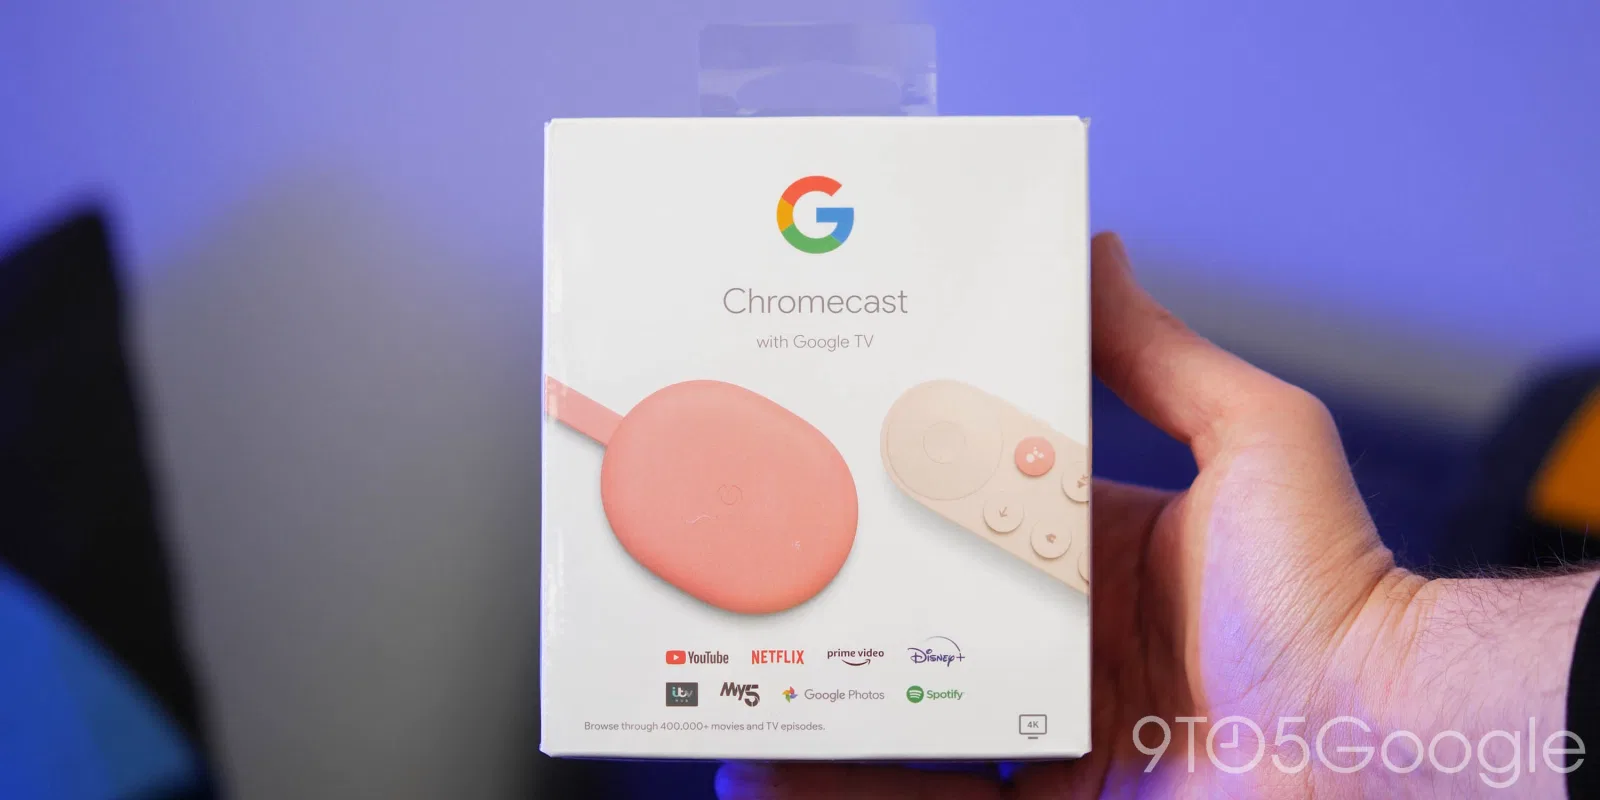 G
Chromecast
with Google TV
YouTube NETFLIX prime video Disney+
itv My5 Google Photos Spotify
Browse through 400,000+ movies and TV episodes. 4K
9TO5Google